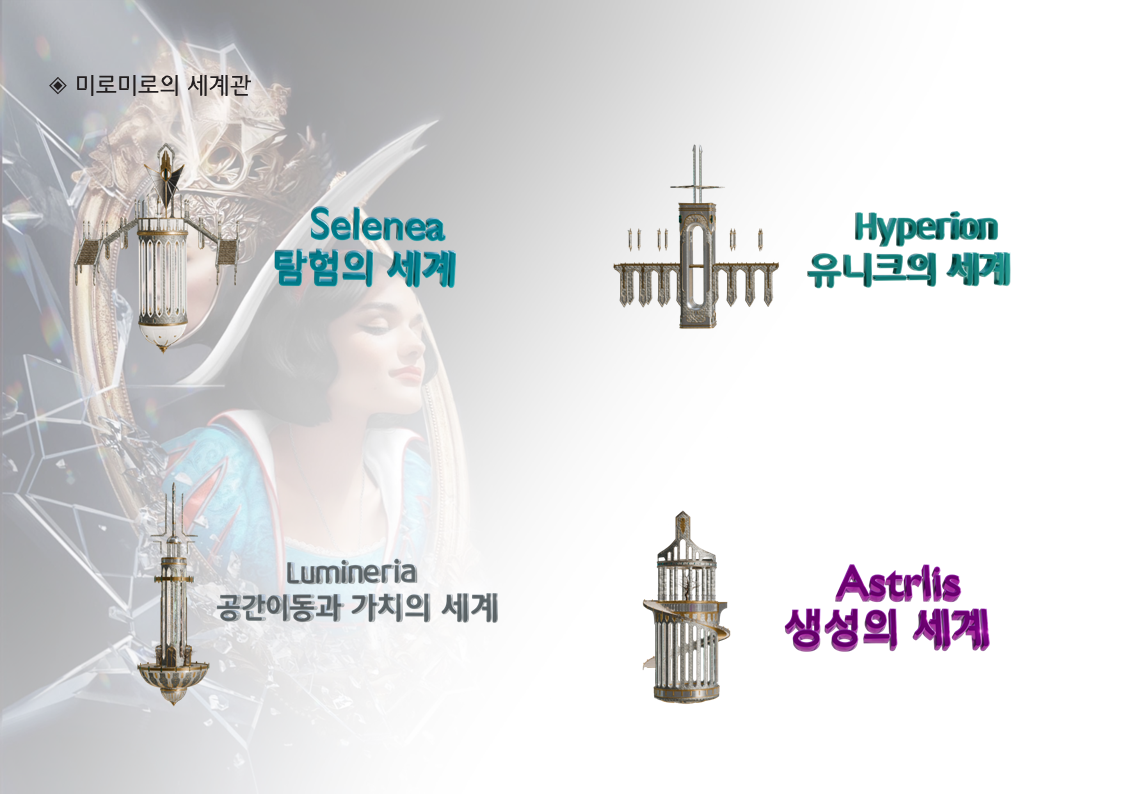 ◈ 미로미로의 세계관
Selenea
탐험의 세계
Hyperion
유니크의 세계
Lumineria
공간이동과 가치의 세계
Astrlis
생성의 세계